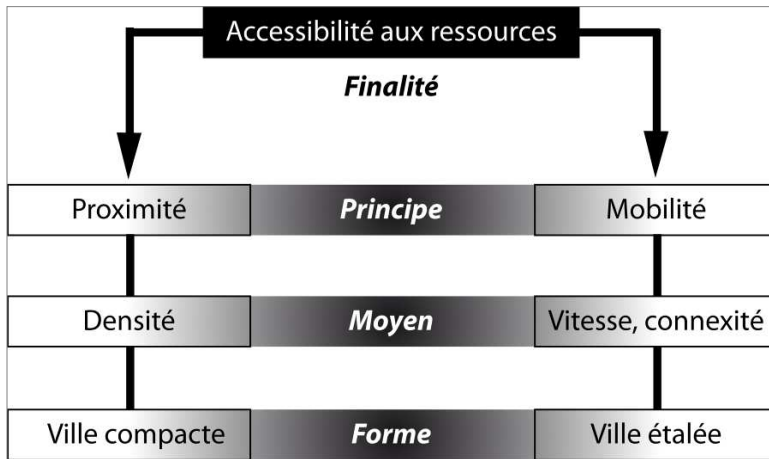 Accessibilité aux ressources
Finalité
Proximité Principe Mobilité
Densité Moyen Vitesse, connexité
Ville compacte Forme Ville étalée